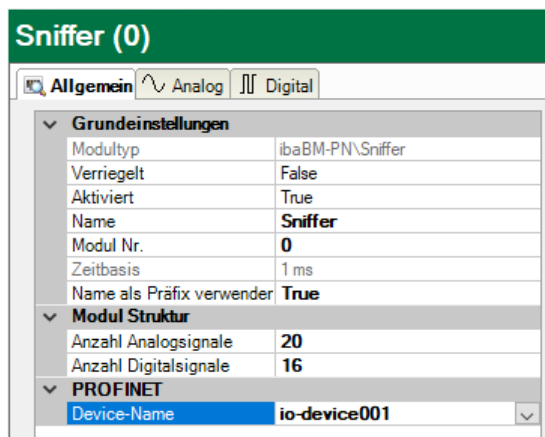 Sniffer (0)
Allgemein Analog Digital
Grundeinstellungen
Modultyp ibaBM-PN\Sniffer
Verriegelt False
Aktiviert True
Name Sniffer
Modul Nr. 0
Zeitbasis 1 ms
Name als Präfix verwender True
Modul Struktur
Anzahl Analogsignale 20
Anzahl Digitalsignale 16
PROFINET
Device-Name io-device001